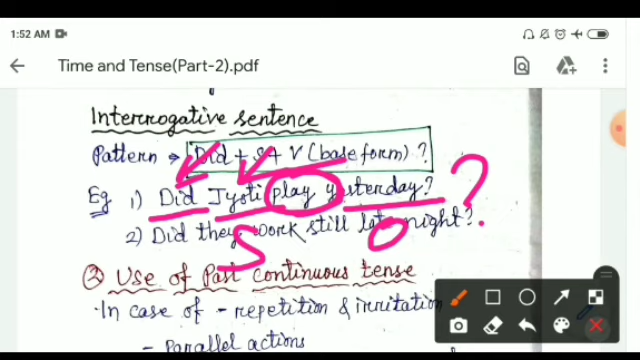 1:52 AM
Time and Tense(Part-2).pdf
Interrogative sentence
Pattern → Did + S + V (base form) ?
Eg 1) Did Jyoti play yesterday? ?
2) Did they work still late night?
S O
② Use of Past continuous tense
· In case of - repetition & irritation
- Parallel actions